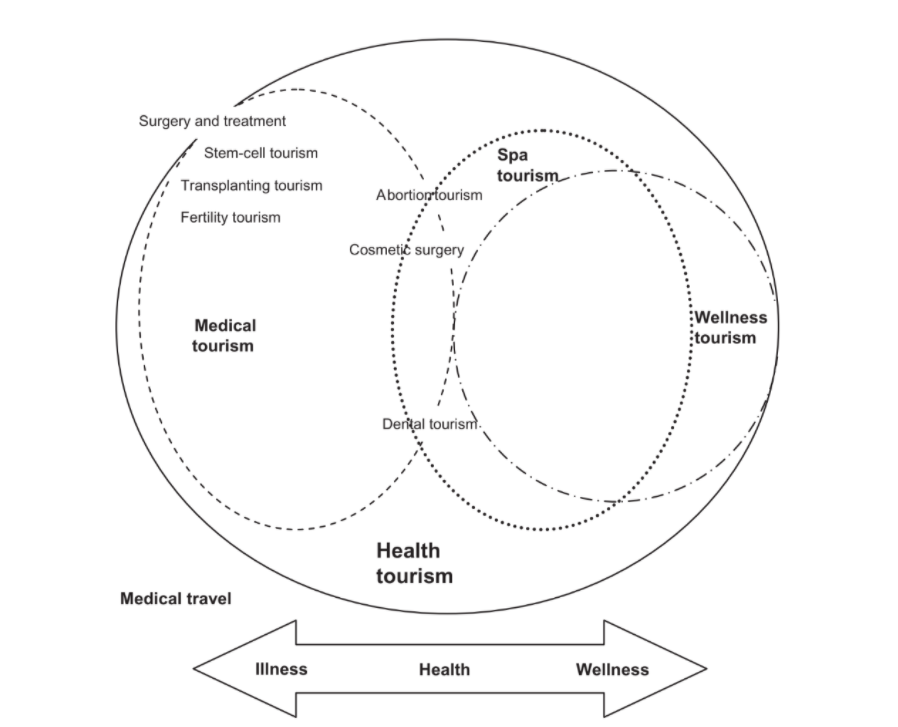 Surgery and treatment
Stem-cell tourism
Transplanting tourism
Fertility tourism
Abortion tourism
Cosmetic surgery
Spa
tourism
Medical
tourism
Wellness
tourism
Dental tourism
Health
tourism
Medical travel
Illness
Health
Wellness